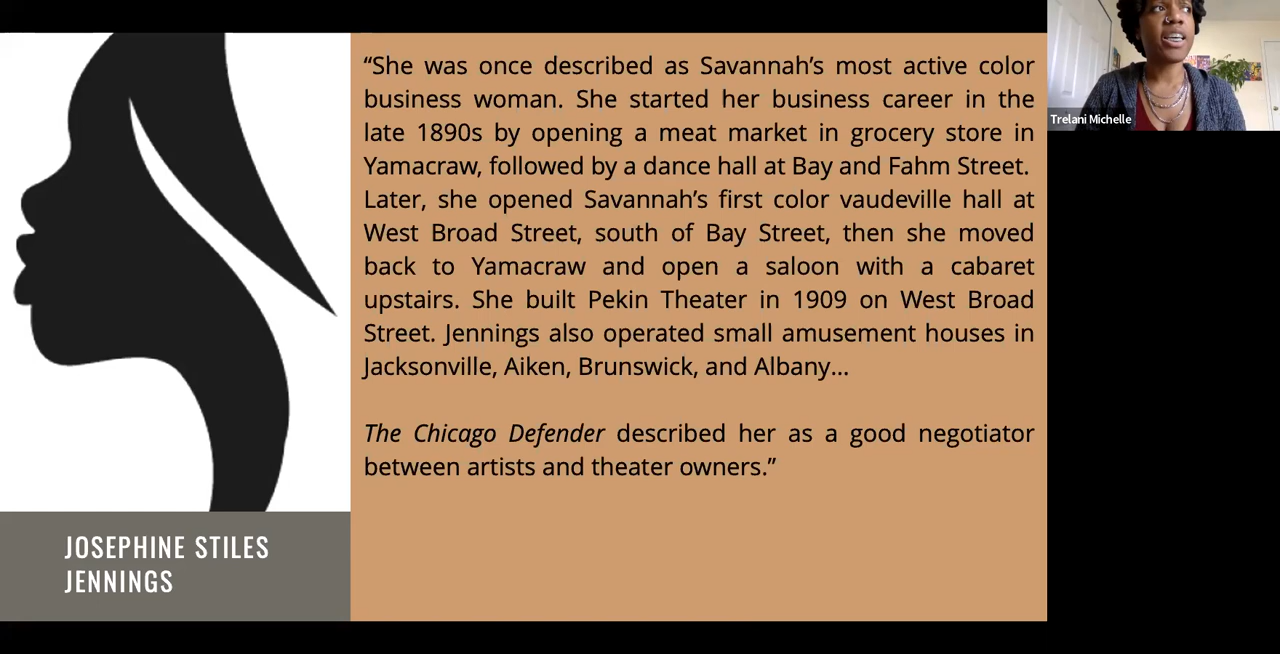 “She was once described as Savannah’s most active color
business woman. She started her business career in the
late 1890s by opening a meat market in grocery store in
Yamacraw, followed by a dance hall at Bay and Fahm Street.
Later, she opened Savannah’s first color vaudeville hall at
West Broad Street, south of Bay Street, then she moved
back to Yamacraw and open a saloon with a cabaret
upstairs. She built Pekin Theater in 1909 on West Broad
Street. Jennings also operated small amusement houses in
Jacksonville, Aiken, Brunswick, and Albany…
The Chicago Defender described her as a good negotiator
between artists and theater owners.”
JOSEPHINE STILES
JENNINGS
Trelani Michelle